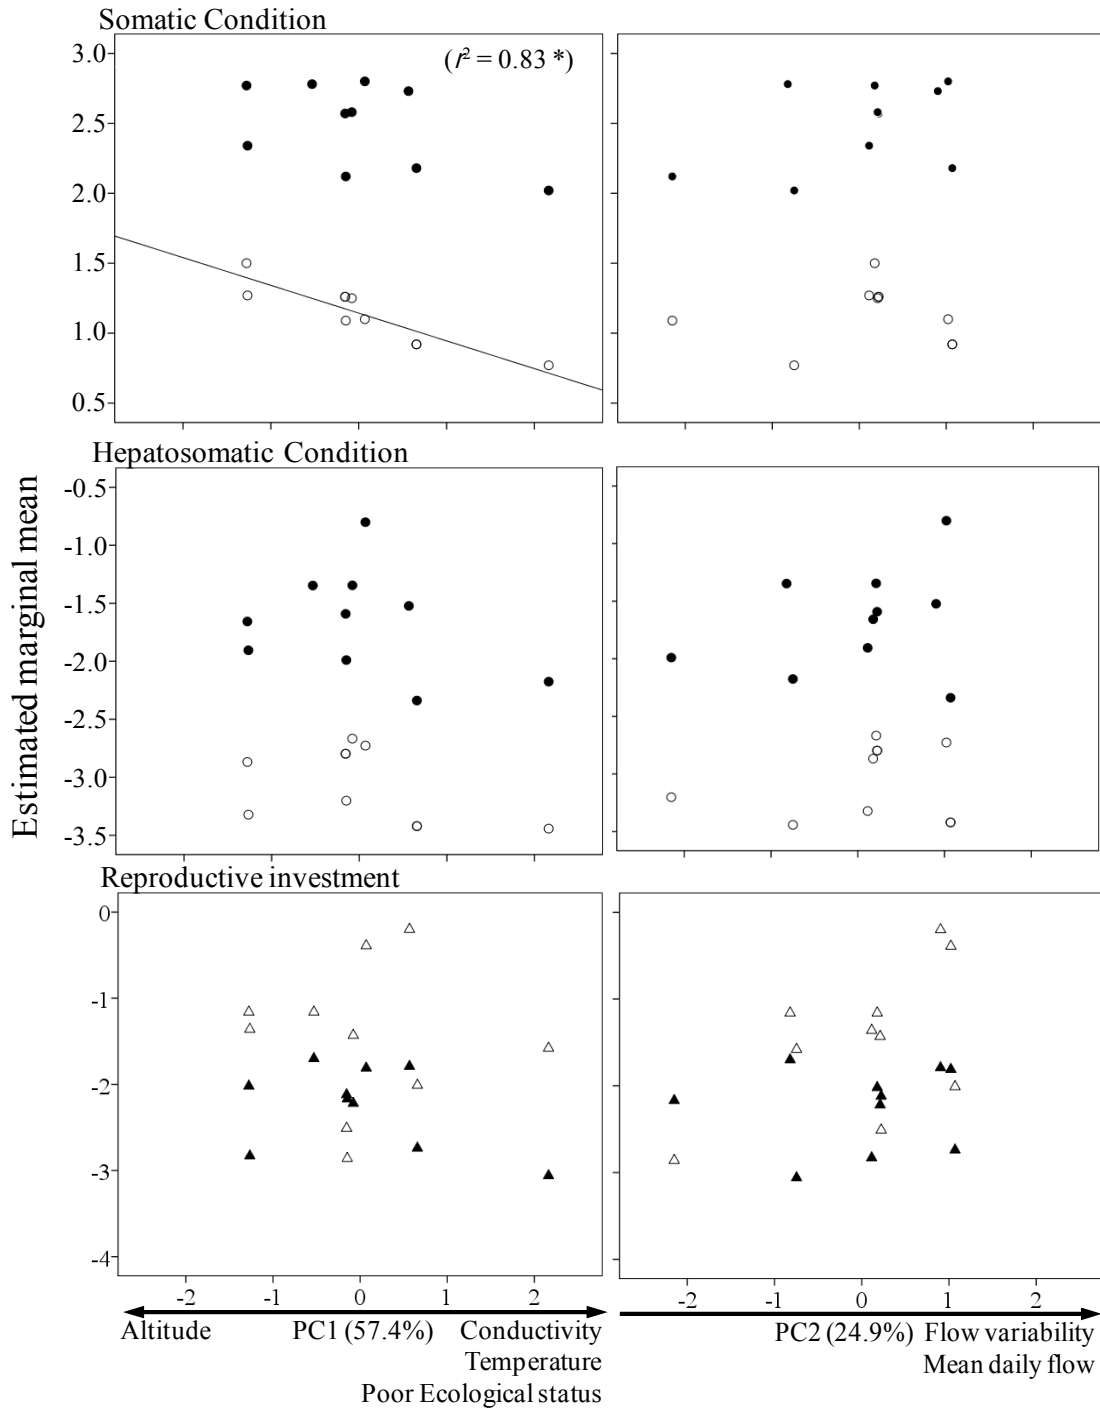 Somatic Condition
(r² = 0.83 *)
3.0
2.5
2.0
1.5
1.0
0.5
Hepatosomatic Condition
Estimated marginal mean
-0.5
-1.0
-1.5
-2.0
-2.5
-3.0
-3.5
Reproductive investment
0
-1
-2
-3
-4
-2 -1 0 1 2
-2 -1 0 1 2
Altitude PC1 (57.4%) Conductivity
Temperature
Poor Ecological status
PC2 (24.9%) Flow variability
Mean daily flow